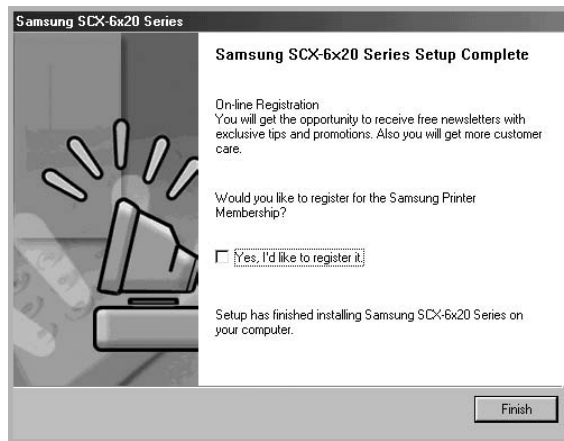 Samsung SCX-6x20 Series
Samsung SCX-6x20 Series Setup Complete
On-line Registration
You will get the opportunity to receive free newsletters with
exclusive tips and promotions. Also you will get more customer
care.
Would you like to register for the Samsung Printer
Membership?
Yes, I'd like to register it.
Setup has finished installing Samsung SCX-6x20 Series on
your computer.
Finish